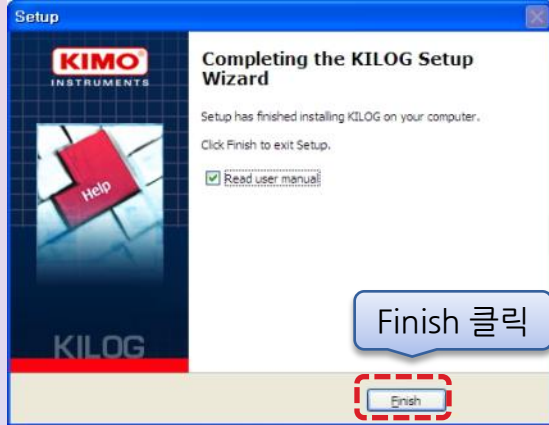 Setup
KIMO
INSTRUMENTS
Completing the KILOG Setup
Wizard
Setup has finished installing KILOG on your computer.
Click Finish to exit Setup.
Read user manual
Help
KILOG
Finish 클릭
Finish